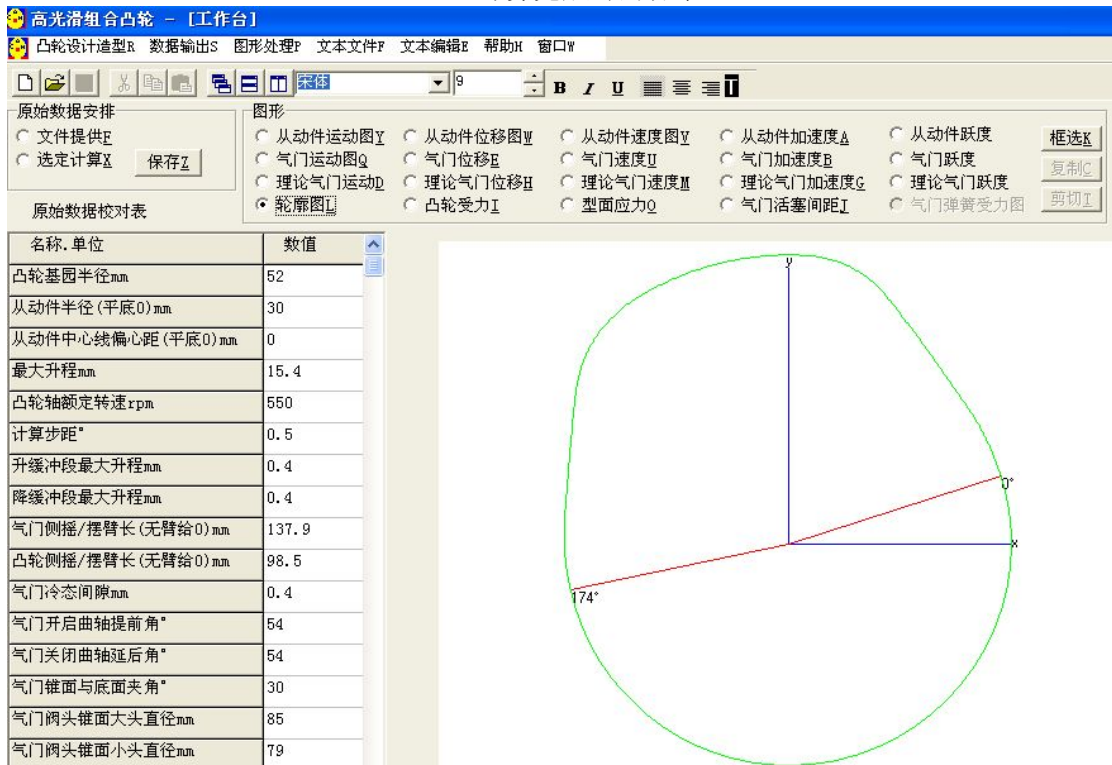 高光滑组合凸轮 - [工作台]
凸轮设计造型R 数据输出S 图形处理P 文本文件F 文本编辑E 帮助H 窗口W
宋体 9 B I U T
原始数据安排 图形
文件提供F 从动件运动图Y 从动件位移图W 从动件速度图V 从动件加速度A 从动件跃度 框选K
选定计算X 保存Z 气门运动图Q 气门位移E 气门速度U 气门加速度B 气门跃度 复制C
理论气门运动D 理论气门位移H 理论气门速度M 理论气门加速度G 理论气门跃度
原始数据校对表 轮廓图L 凸轮受力I 型面应力O 气门活塞间距J 气门弹簧受力图 剪切T
名称.单位 数值
凸轮基园半径mm 52
从动件半径(平底0)mm 30
从动件中心线偏心距(平底0)mm 0
最大升程mm 15.4
凸轮轴额定转速rpm 550
计算步距° 0.5
升缓冲段最大升程mm 0.4
降缓冲段最大升程mm 0.4
气门侧摇/摆臂长(无臂给0)mm 137.9
凸轮侧摇/摆臂长(无臂给0)mm 98.5
气门冷态间隙mm 0.4
气门开启曲轴提前角° 54
气门关闭曲轴延后角° 54
气门锥面与底面夹角° 30
气门阀头锥面大头直径mm 85
气门阀头锥面小头直径mm 79
y
0°
x
174°